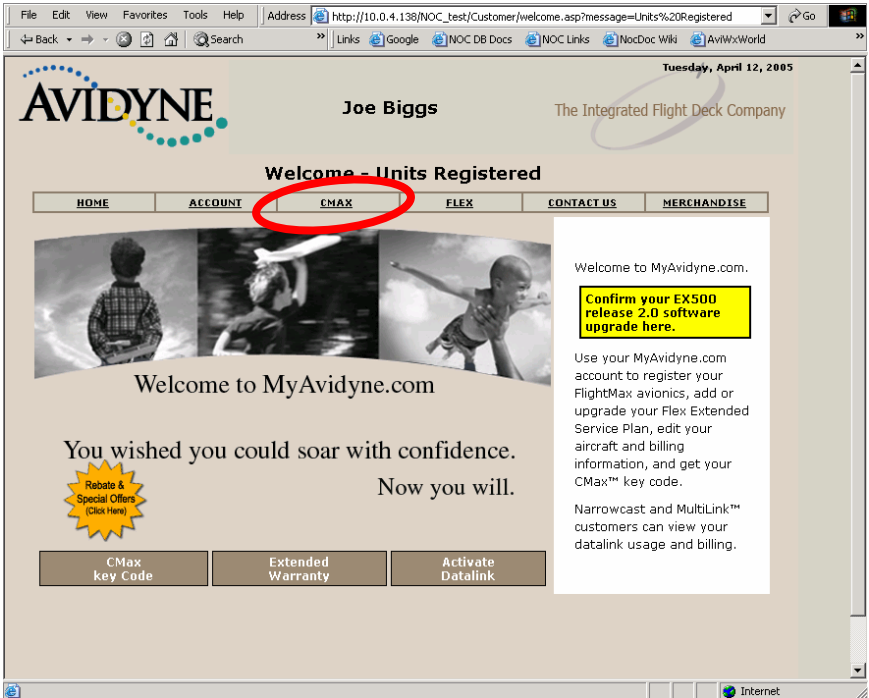 File Edit View Favorites Tools Help Address http://10.0.4.138/NOC_test/Customer/welcome.asp?message=Units%20Registered Go
Back Search » Links Google NOC DB Docs NOC Links NocDoc Wiki AviWxWorld »
Tuesday, April 12, 2005
AVIDYNE
Joe Biggs
The Integrated Flight Deck Company
Welcome - Units Registered
HOME ACCOUNT CMAX FLEX CONTACT US MERCHANDISE
Welcome to MyAvidyne.com
You wished you could soar with confidence.
Now you will.
Rebate &
Special Offers
(Click Here)
CMax
key Code
Extended
Warranty
Activate
Datalink
Welcome to MyAvidyne.com.
Confirm your EX500
release 2.0 software
upgrade here.
Use your MyAvidyne.com
account to register your
FlightMax avionics, add or
upgrade your Flex Extended
Service Plan, edit your
aircraft and billing
information, and get your
CMax™ key code.
Narrowcast and MultiLink™
customers can view your
datalink usage and billing.
Internet